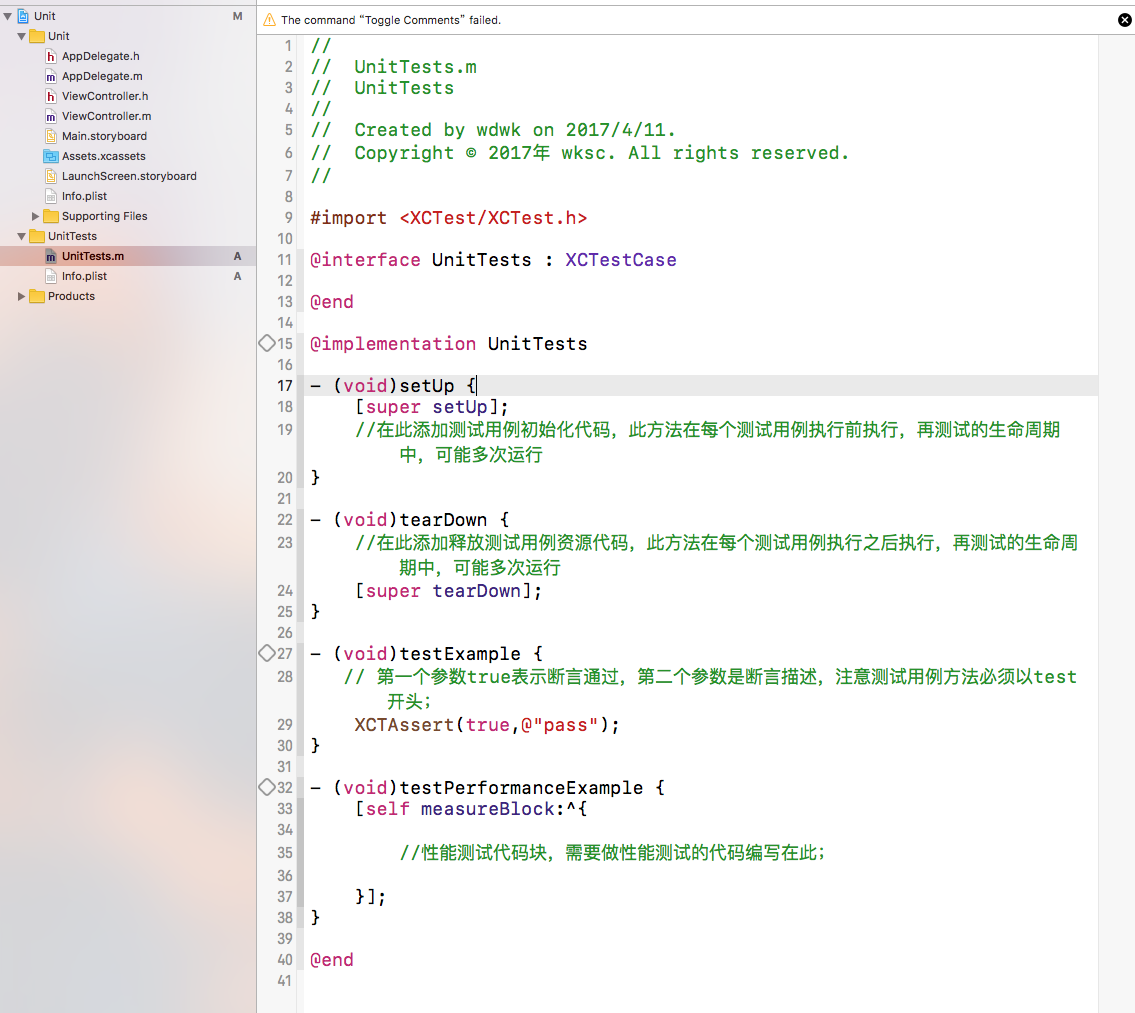 Unit M
Unit
AppDelegate.h
AppDelegate.m
ViewController.h
ViewController.m
Main.storyboard
Assets.xcassets
LaunchScreen.storyboard
Info.plist
Supporting Files
UnitTests
UnitTests.m A
Info.plist A
Products
The command “Toggle Comments” failed.
1 //
2 //  UnitTests.m
3 //  UnitTests
4 //
5 //  Created by wdwk on 2017/4/11.
6 //  Copyright © 2017年 wksc. All rights reserved.
7 //
8
9 #import <XCTest/XCTest.h>
10
11 @interface UnitTests : XCTestCase
12
13 @end
14
15 @implementation UnitTests
16
17 - (void)setUp {
18     [super setUp];
19     //在此添加测试用例初始化代码，此方法在每个测试用例执行前执行，再测试的生命周期
中，可能多次运行
20 }
21
22 - (void)tearDown {
23     //在此添加释放测试用例资源代码，此方法在每个测试用例执行之后执行，再测试的生命周
期中，可能多次运行
24     [super tearDown];
25 }
26
27 - (void)testExample {
28    // 第一个参数true表示断言通过，第二个参数是断言描述，注意测试用例方法必须以test
开头；
29     XCTAssert(true,@"pass");
30 }
31
32 - (void)testPerformanceExample {
33     [self measureBlock:^{
34
35         //性能测试代码块，需要做性能测试的代码编写在此；
36
37     }];
38 }
39
40 @end
41